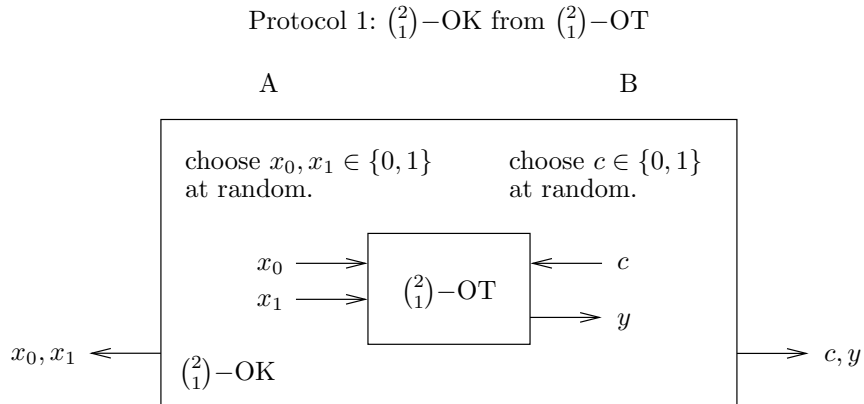 Protocol 1: (2 1)−OK from (2 1)−OT
A B
choose x₀, x₁ ∈ {0, 1} choose c ∈ {0, 1}
at random. at random.
x₀ c
(2 1)−OT
x₁
y
x₀, x₁ c, y
(2 1)−OK